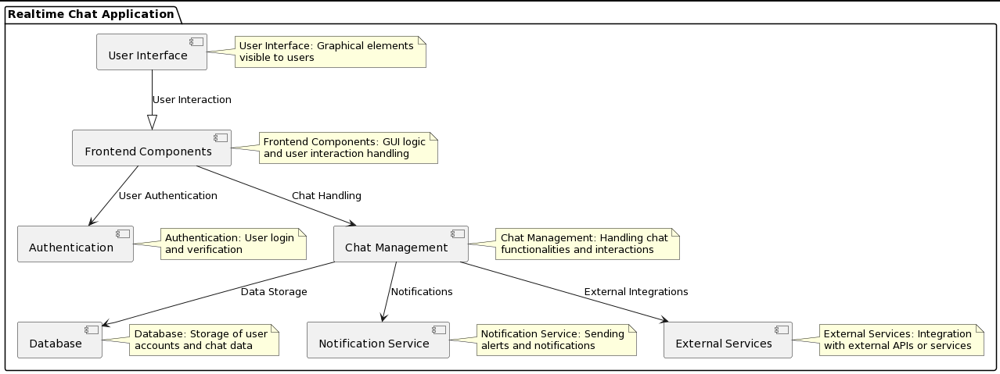 Realtime Chat Application
User Interface
User Interface: Graphical elements
visible to users
User Interaction
Frontend Components
Frontend Components: GUI logic
and user interaction handling
User Authentication
Chat Handling
Authentication
Authentication: User login
and verification
Chat Management
Chat Management: Handling chat
functionalities and interactions
Data Storage
Notifications
External Integrations
Database
Database: Storage of user
accounts and chat data
Notification Service
Notification Service: Sending
alerts and notifications
External Services
External Services: Integration
with external APIs or services